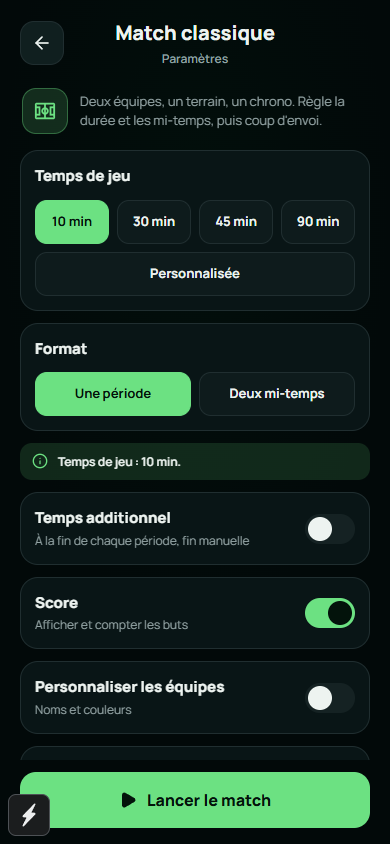 Match classique
Paramètres
Deux équipes, un terrain, un chrono. Règle la
durée et les mi-temps, puis coup d'envoi.
Temps de jeu
10 min
30 min
45 min
90 min
Personnalisée
Format
Une période
Deux mi-temps
Temps de jeu : 10 min.
Temps additionnel
À la fin de chaque période, fin manuelle
Score
Afficher et compter les buts
Personnaliser les équipes
Noms et couleurs
Lancer le match